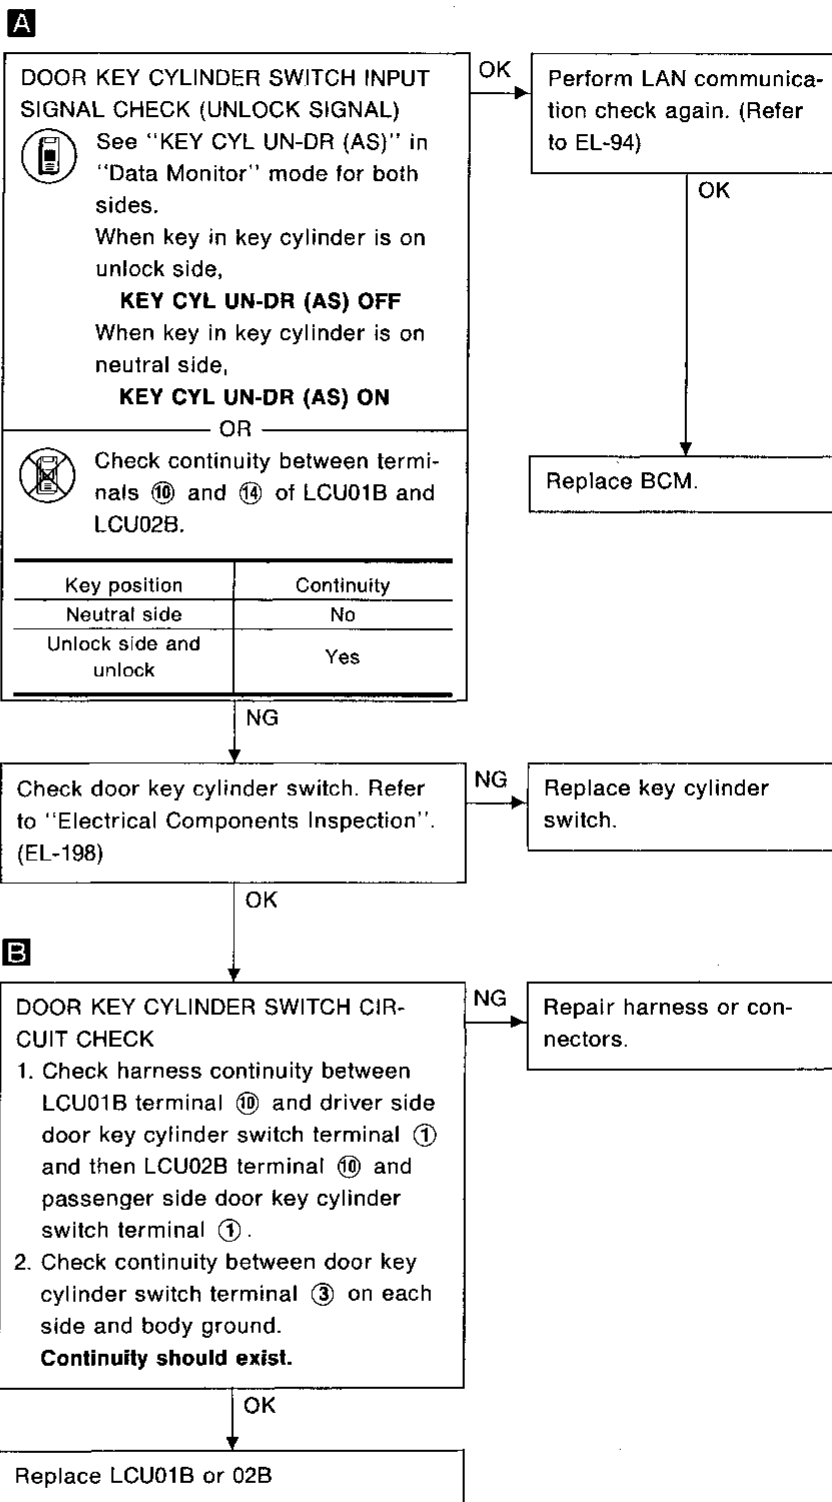 A
DOOR KEY CYLINDER SWITCH INPUT
SIGNAL CHECK (UNLOCK SIGNAL)
See "KEY CYL UN-DR (AS)" in
"Data Monitor" mode for both
sides.
When key in key cylinder is on
unlock side,
KEY CYL UN-DR (AS) OFF
When key in key cylinder is on
neutral side,
KEY CYL UN-DR (AS) ON
OR
Check continuity between termi-
nals ⑩ and ⑭ of LCU01B and
LCU02B.
Key position Continuity
Neutral side No
Unlock side and
unlock
Yes
OK
Perform LAN communica-
tion check again. (Refer
to EL-94)
OK
Replace BCM.
NG
Check door key cylinder switch. Refer
to "Electrical Components Inspection".
(EL-198)
NG
Replace key cylinder
switch.
OK
B
DOOR KEY CYLINDER SWITCH CIR-
CUIT CHECK
1. Check harness continuity between
LCU01B terminal ⑩ and driver side
door key cylinder switch terminal ①
and then LCU02B terminal ⑩ and
passenger side door key cylinder
switch terminal ①.
2. Check continuity between door key
cylinder switch terminal ③ on each
side and body ground.
Continuity should exist.
NG
Repair harness or con-
nectors.
OK
Replace LCU01B or 02B